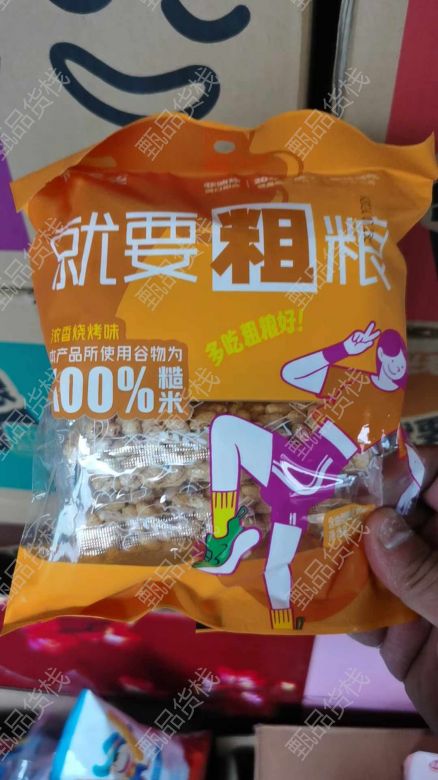 就要粗粮
多吃粗粮好!
浓香烧烤味
本产品所使用谷物为
100%糙米
甄品货栈